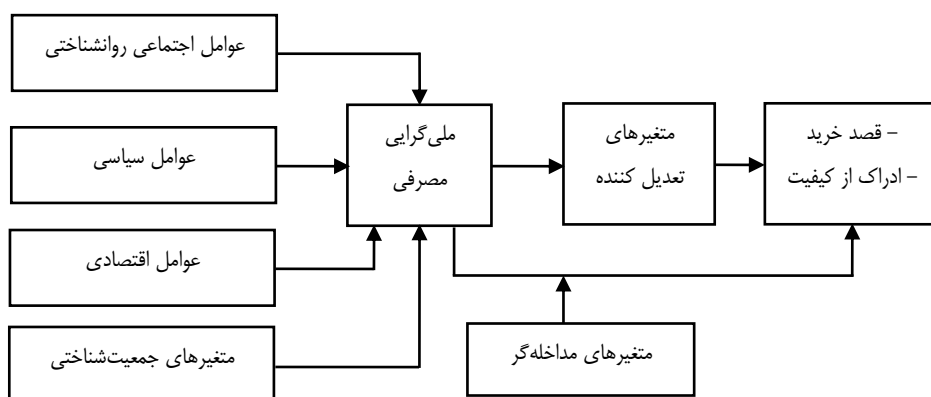 عوامل اجتماعی روانشناختی
عوامل سیاسی
عوامل اقتصادی
متغیرهای جمعیت‌شناختی
ملی‌گرایی
مصرفی
متغیرهای
تعدیل کننده
– قصد خرید
– ادراک از کیفیت
متغیرهای مداخله‌گر